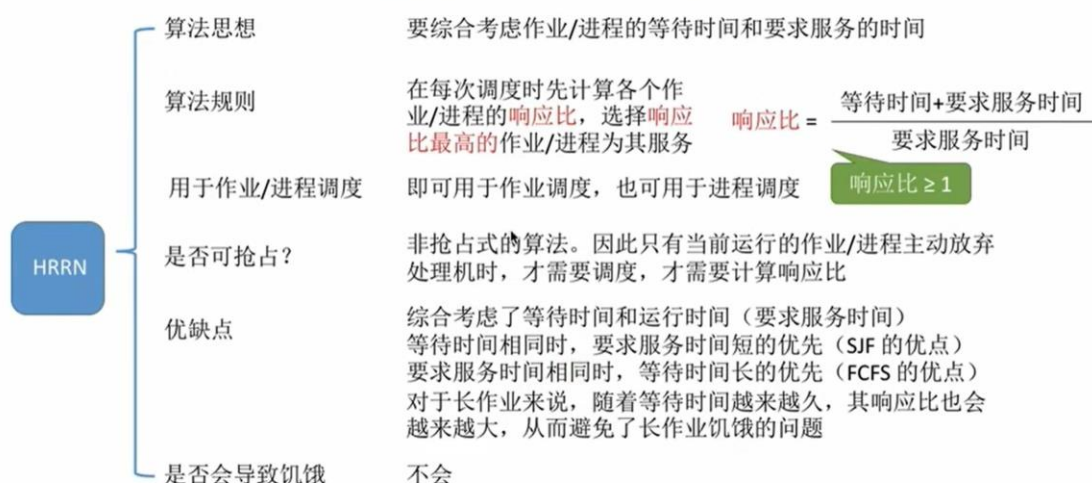 算法思想
要综合考虑作业/进程的等待时间和要求服务的时间
算法规则
在每次调度时先计算各个作
业/进程的响应比，选择响应
比最高的作业/进程为其服务
响应比 =
等待时间+要求服务时间
要求服务时间
响应比 ≥ 1
用于作业/进程调度
即可用于作业调度，也可用于进程调度
HRRN
是否可抢占？
非抢占式的算法。因此只有当前运行的作业/进程主动放弃
处理机时，才需要调度，才需要计算响应比
优缺点
综合考虑了等待时间和运行时间（要求服务时间）
等待时间相同时，要求服务时间短的优先（SJF 的优点）
要求服务时间相同时，等待时间长的优先（FCFS 的优点）
对于长作业来说，随着等待时间越来越久，其响应比也会
越来越大，从而避免了长作业饥饿的问题
是否会导致饥饿
不会